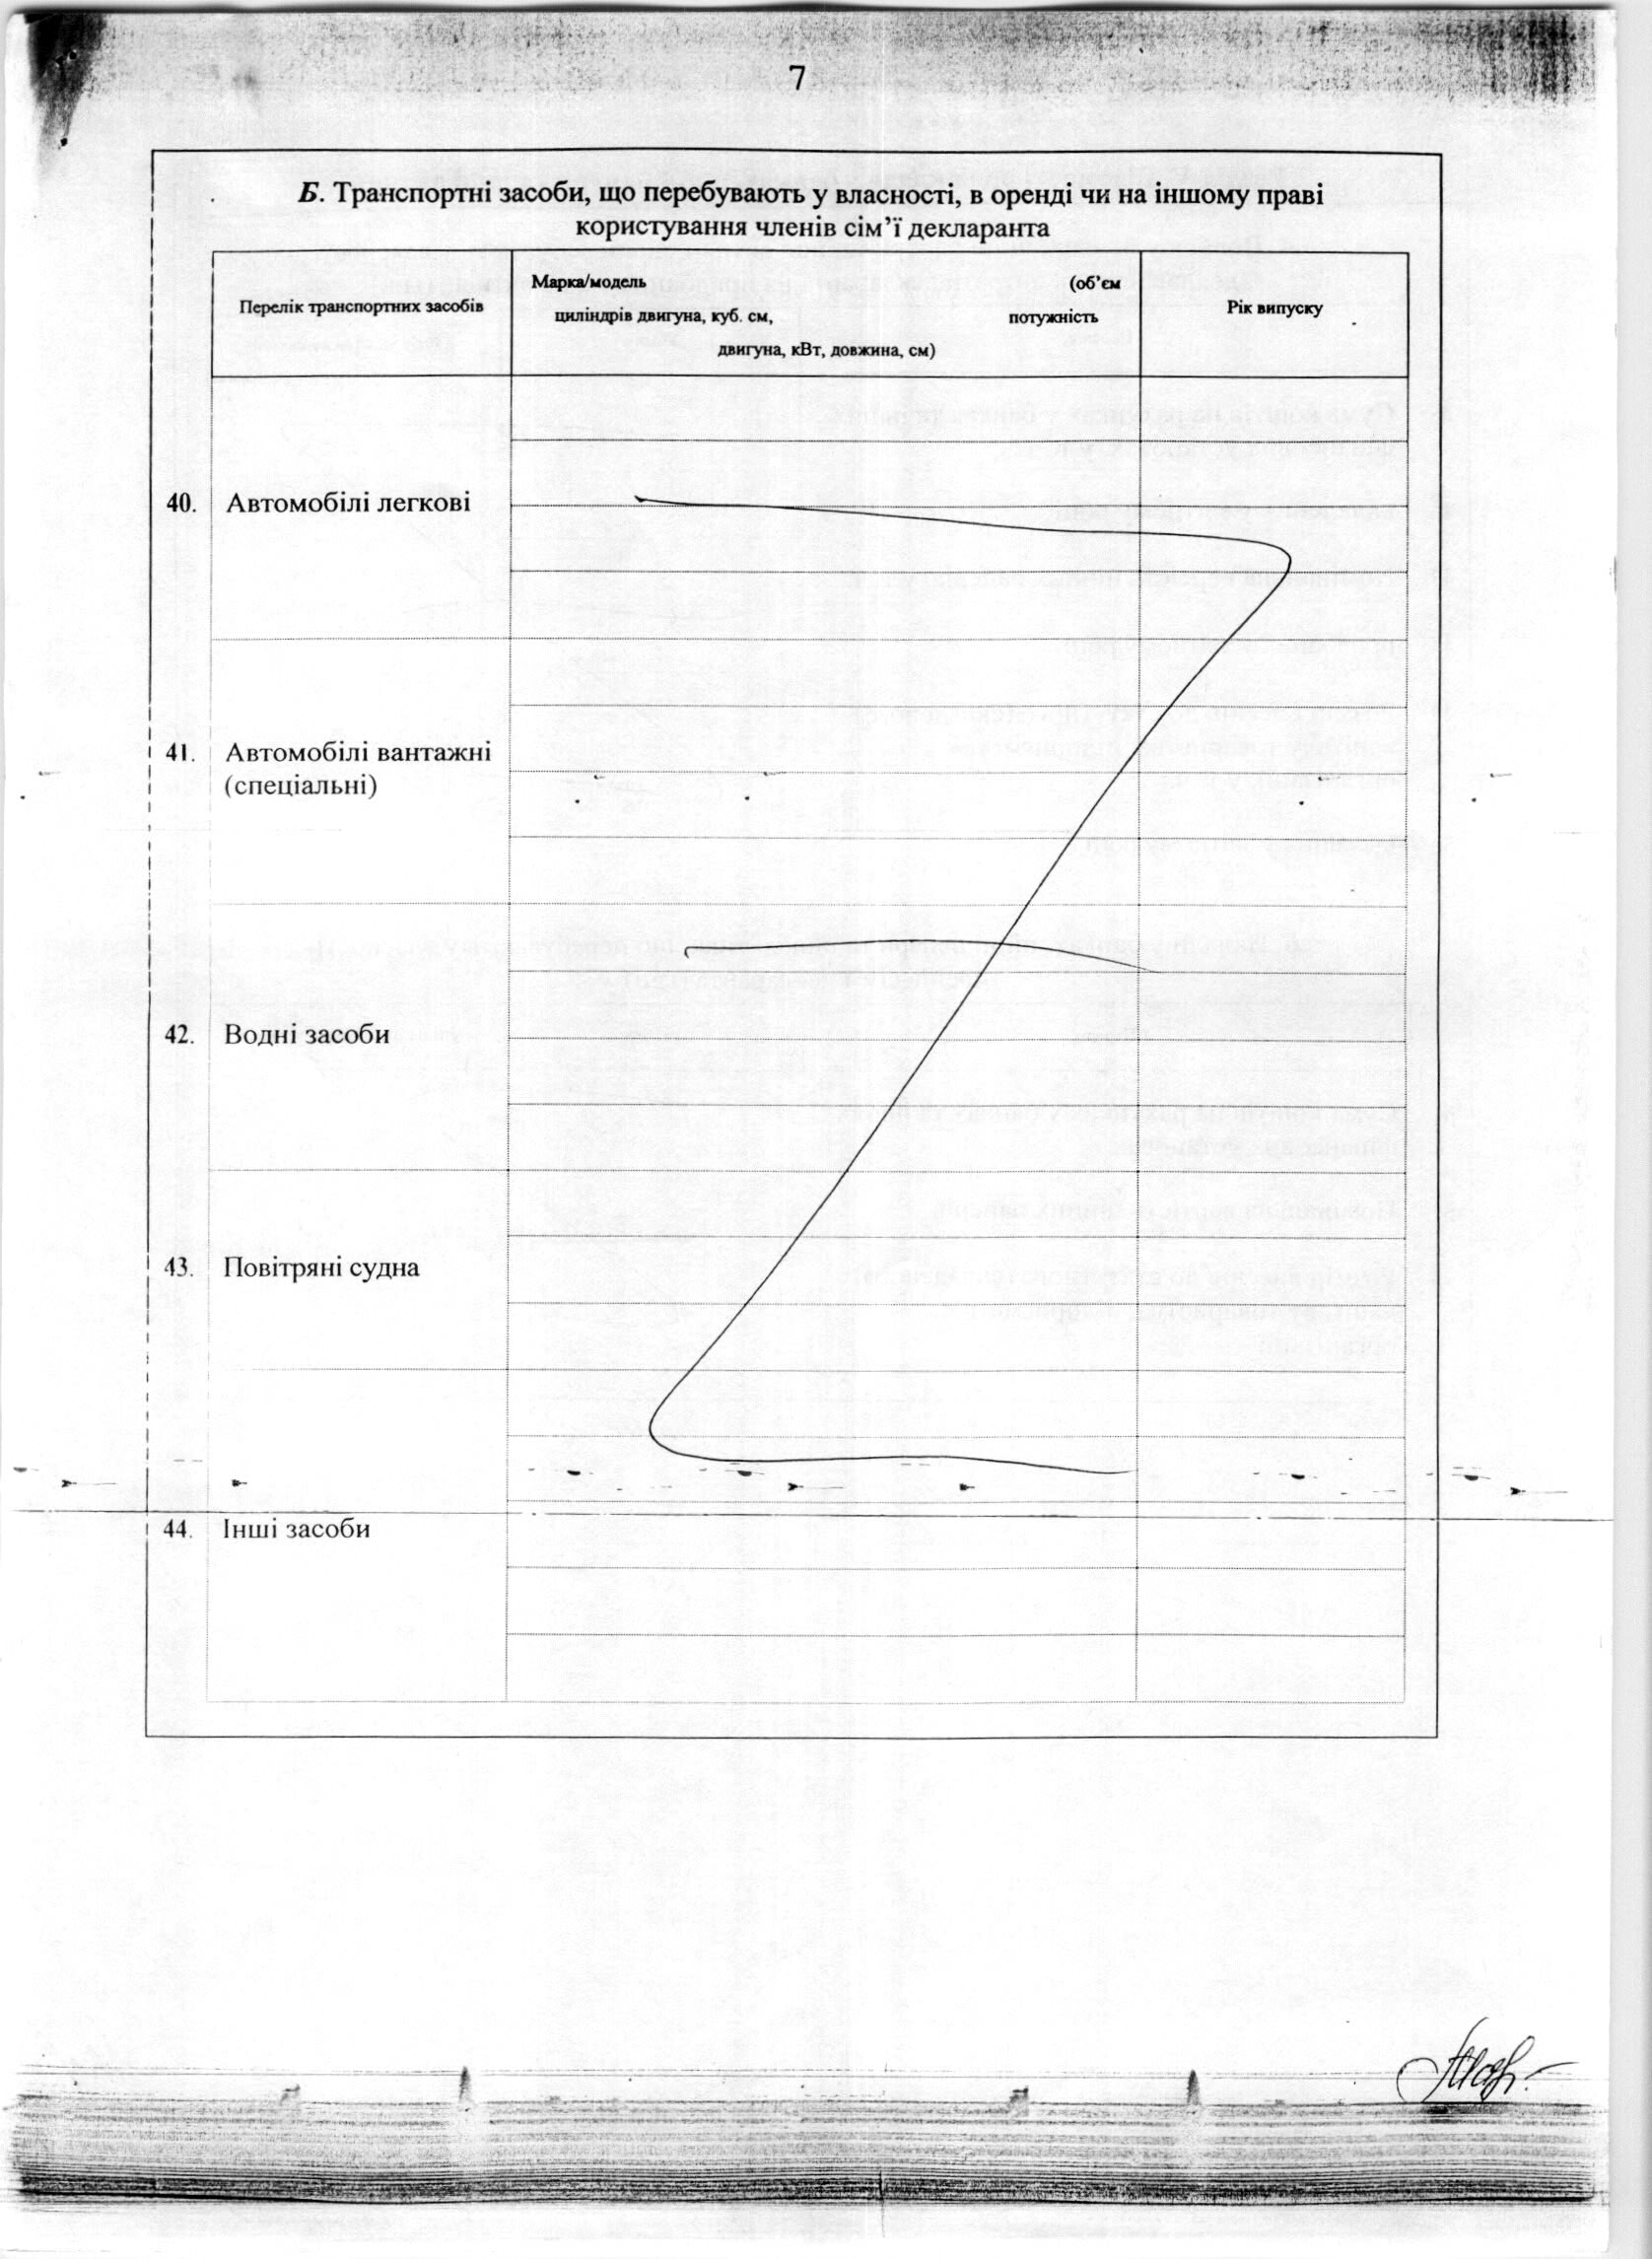 7
Б. Транспортні засоби, що перебувають у власності, в оренді чи на іншому праві
користування членів сім’ї декларанта
Перелік транспортних засобів
Марка/модель (об’єм
циліндрів двигуна, куб. см, потужність
двигуна, кВт, довжина, см)
Рік випуску
40. Автомобілі легкові
41. Автомобілі вантажні
(спеціальні)
42. Водні засоби
43. Повітряні судна
44. Інші засоби